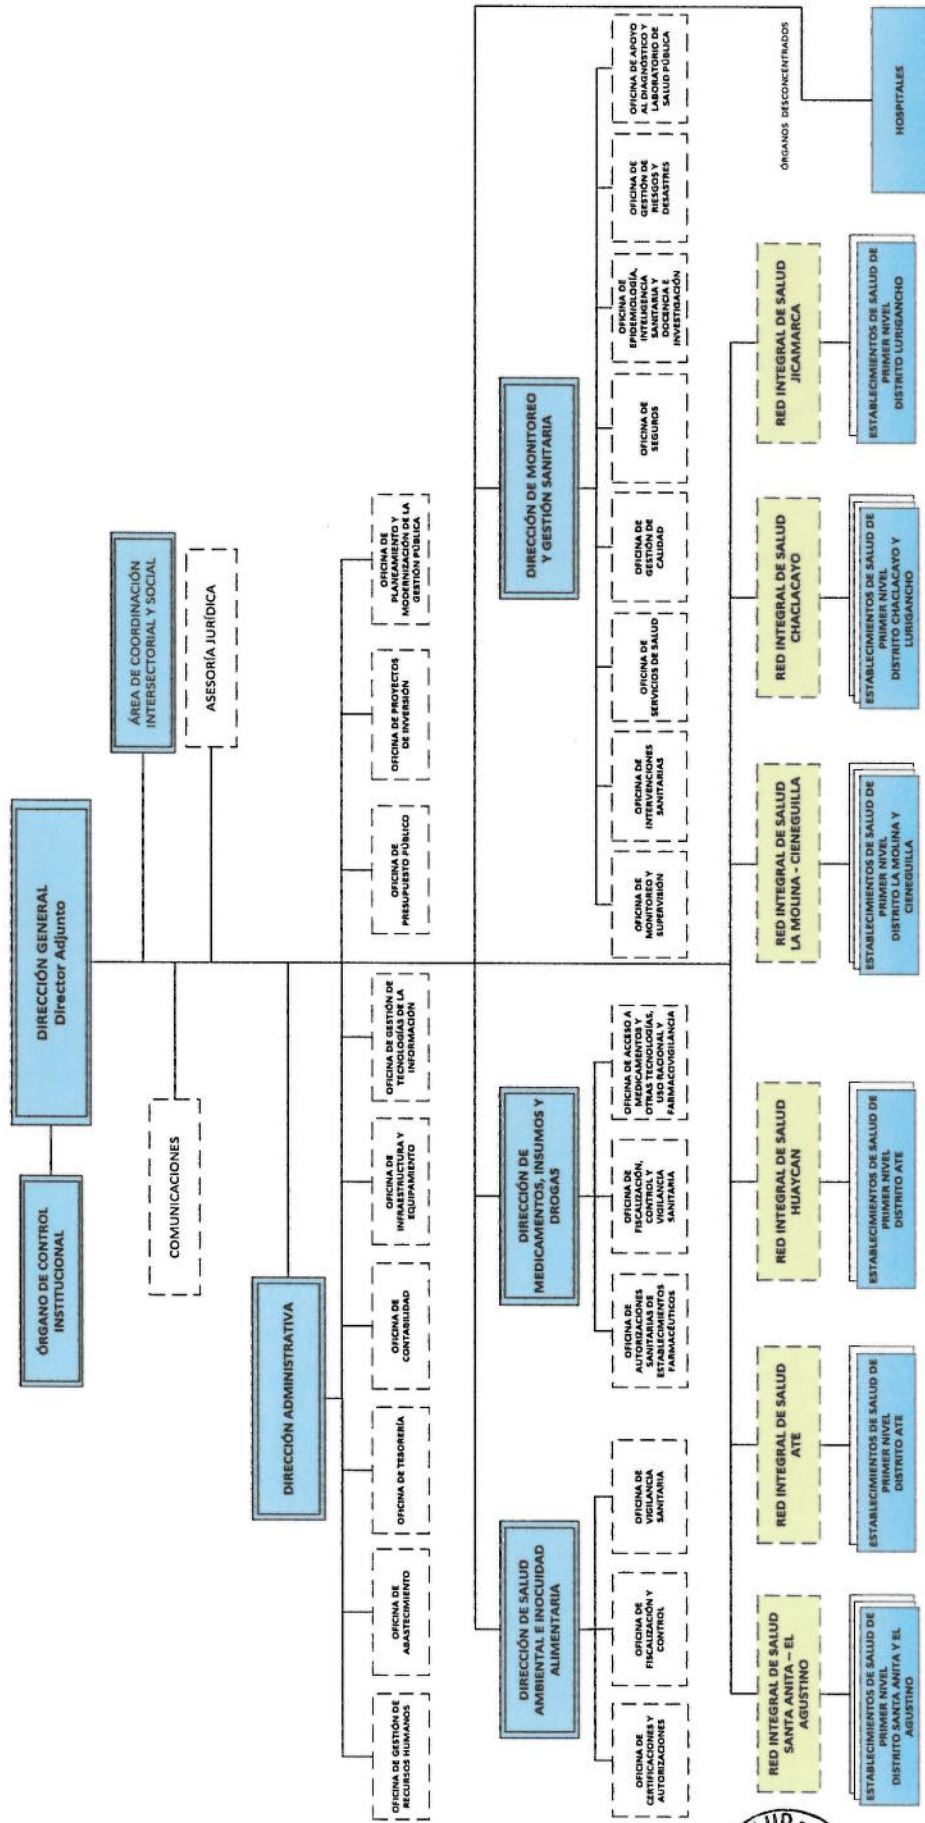 DIRECCIÓN GENERAL
Director Adjunto
ÓRGANO DE CONTROL
INSTITUCIONAL
ÁREA DE COORDINACIÓN
INTERSECTORIAL Y SOCIAL
COMUNICACIONES
ASESORÍA JURÍDICA
DIRECCIÓN ADMINISTRATIVA
OFICINA DE GESTIÓN DE
RECURSOS HUMANOS
OFICINA DE
ABASTECIMIENTO
OFICINA DE TESORERÍA
OFICINA DE
CONTABILIDAD
OFICINA DE
INFRAESTRUCTURA Y
EQUIPAMIENTO
OFICINA DE GESTIÓN DE
TECNOLOGÍAS DE LA
INFORMACIÓN
OFICINA DE
PRESUPUESTO PÚBLICO
OFICINA DE PROYECTOS
DE INVERSIÓN
OFICINA DE
PLANEAMIENTO Y
MODERNIZACIÓN DE LA
GESTIÓN PÚBLICA
DIRECCIÓN DE SALUD
AMBIENTAL E INOCUIDAD
ALIMENTARIA
DIRECCIÓN DE
MEDICAMENTOS, INSUMOS Y
DROGAS
DIRECCIÓN DE MONITOREO
Y GESTIÓN SANITARIA
OFICINA DE
CERTIFICACIONES Y
AUTORIZACIONES
OFICINA DE
FISCALIZACIÓN Y
CONTROL
OFICINA DE
VIGILANCIA
SANITARIA
OFICINA DE
AUTORIZACIONES
SANITARIAS DE
ESTABLECIMIENTOS
FARMACÉUTICOS
OFICINA DE
FISCALIZACIÓN,
CONTROL Y
VIGILANCIA
SANITARIA
OFICINA DE ACCESO A
MEDICAMENTOS Y
OTRAS TECNOLOGÍAS,
USO RACIONAL Y
FARMACOVIGILANCIA
OFICINA DE
MONITOREO Y
SUPERVISIÓN
OFICINA DE
INTERVENCIONES
SANITARIAS
OFICINA DE
SERVICIOS DE SALUD
OFICINA DE
GESTIÓN DE
CALIDAD
OFICINA DE
SEGUROS
OFICINA DE
EPIDEMIOLOGÍA,
INTELIGENCIA
SANITARIA Y
DOCENCIA E
INVESTIGACIÓN
OFICINA DE
GESTIÓN DE
RIESGOS Y
DESASTRES
OFICINA DE APOYO
AL DIAGNÓSTICO Y
LABORATORIO DE
SALUD PÚBLICA
ÓRGANOS DESCONCENTRADOS
RED INTEGRAL DE SALUD
SANTA ANITA – EL
AGUSTINO
RED INTEGRAL DE SALUD
ATE
RED INTEGRAL DE SALUD
HUAYCAN
RED INTEGRAL DE SALUD
LA MOLINA - CIENEGUILLA
RED INTEGRAL DE SALUD
CHACLACAYO
RED INTEGRAL DE SALUD
JICAMARCA
ESTABLECIMIENTOS DE SALUD DE
PRIMER NIVEL
DISTRITO SANTA ANITA Y EL
AGUSTINO
ESTABLECIMIENTOS DE SALUD DE
PRIMER NIVEL
DISTRITO ATE
ESTABLECIMIENTOS DE SALUD DE
PRIMER NIVEL
DISTRITO ATE
ESTABLECIMIENTOS DE SALUD DE
PRIMER NIVEL
DISTRITO LA MOLINA Y
CIENEGUILLA
ESTABLECIMIENTOS DE SALUD DE
PRIMER NIVEL
DISTRITO CHACLACAYO Y
LURIGANCHO
ESTABLECIMIENTOS DE SALUD DE
PRIMER NIVEL
DISTRITO LURIGANCHO
HOSPITALES